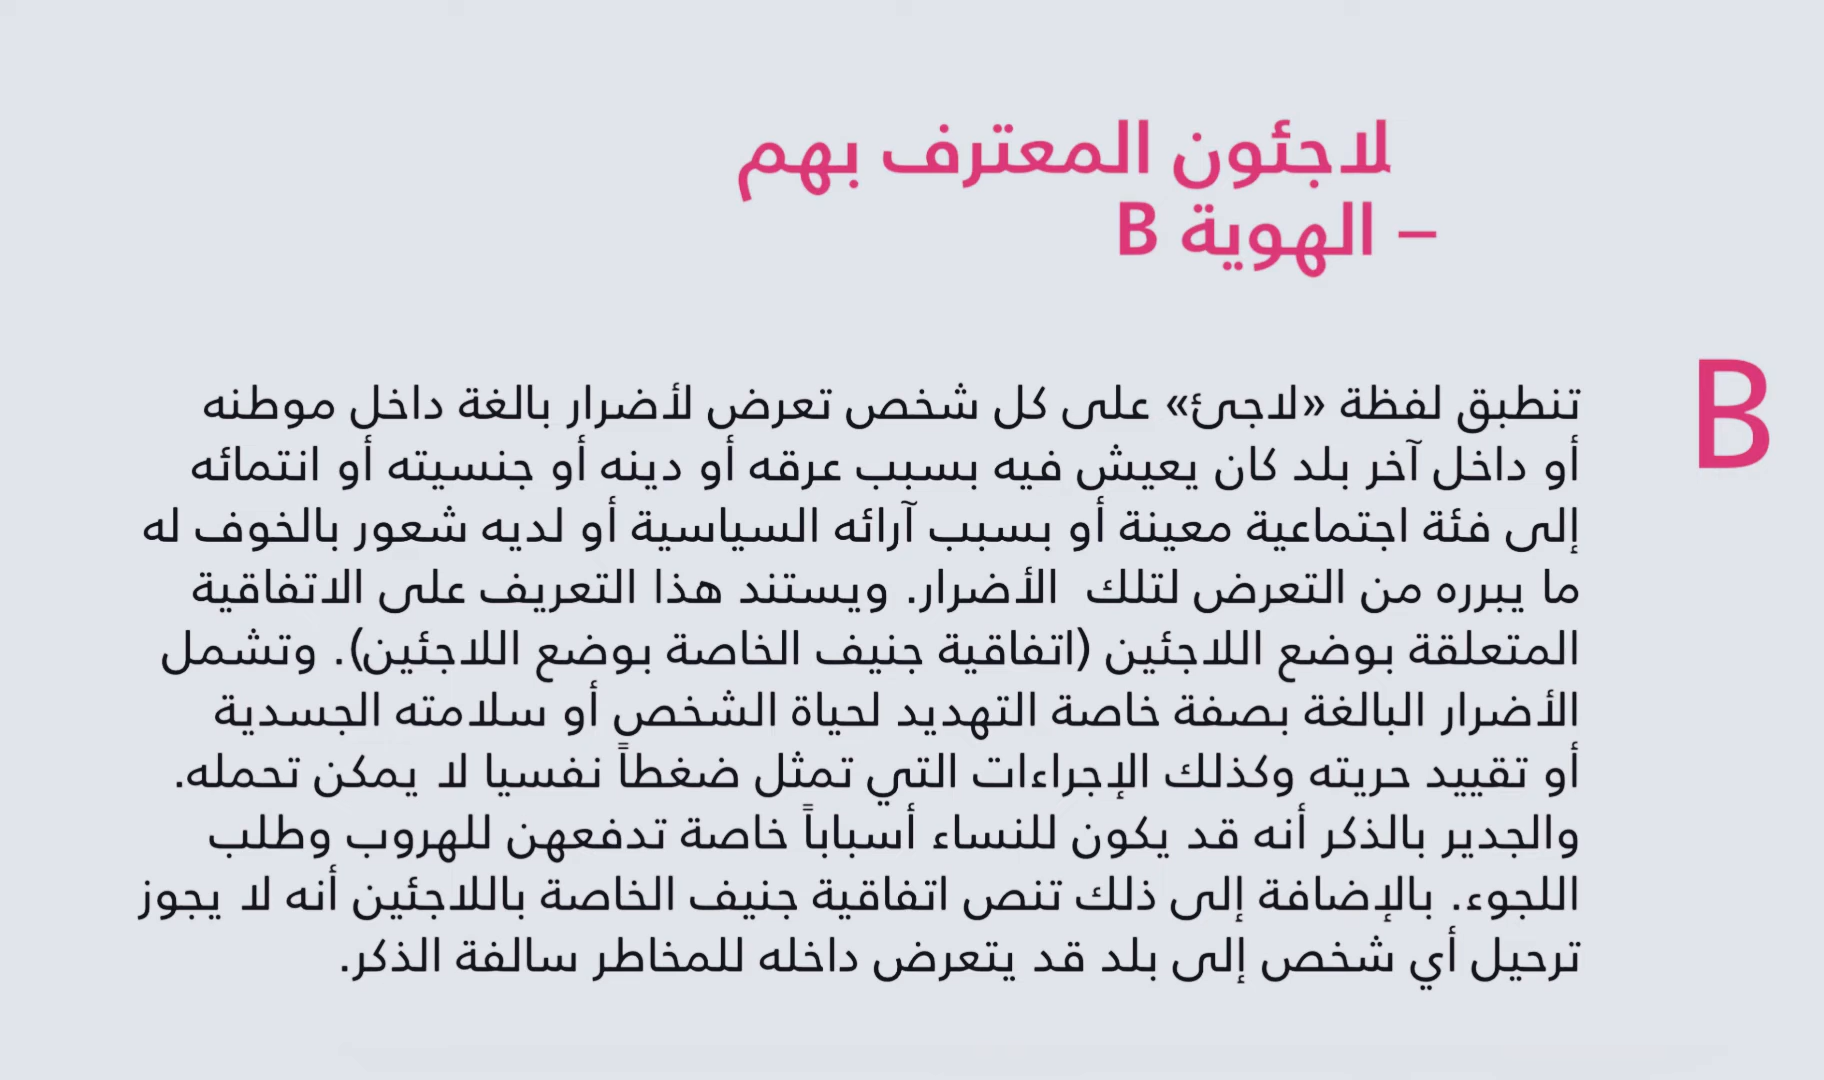 لاجئون المعترف بهم
– الهوية B
B
تنطبق لفظة «لاجئ» على كل شخص تعرض لأضرار بالغة داخل موطنه
أو داخل آخر بلد كان يعيش فيه بسبب عرقه أو دينه أو جنسيته أو انتمائه
إلى فئة اجتماعية معينة أو بسبب آرائه السياسية أو لديه شعور بالخوف له
ما يبرره من التعرض لتلك  الأضرار. ويستند هذا التعريف على الاتفاقية
المتعلقة بوضع اللاجئين (اتفاقية جنيف الخاصة بوضع اللاجئين). وتشمل
الأضرار البالغة بصفة خاصة التهديد لحياة الشخص أو سلامته الجسدية
أو تقييد حريته وكذلك الإجراءات التي تمثل ضغطاً نفسيا لا يمكن تحمله.
والجدير بالذكر أنه قد يكون للنساء أسباباً خاصة تدفعهن للهروب وطلب
اللجوء. بالإضافة إلى ذلك تنص اتفاقية جنيف الخاصة باللاجئين أنه لا يجوز
ترحيل أي شخص إلى بلد قد يتعرض داخله للمخاطر سالفة الذكر.